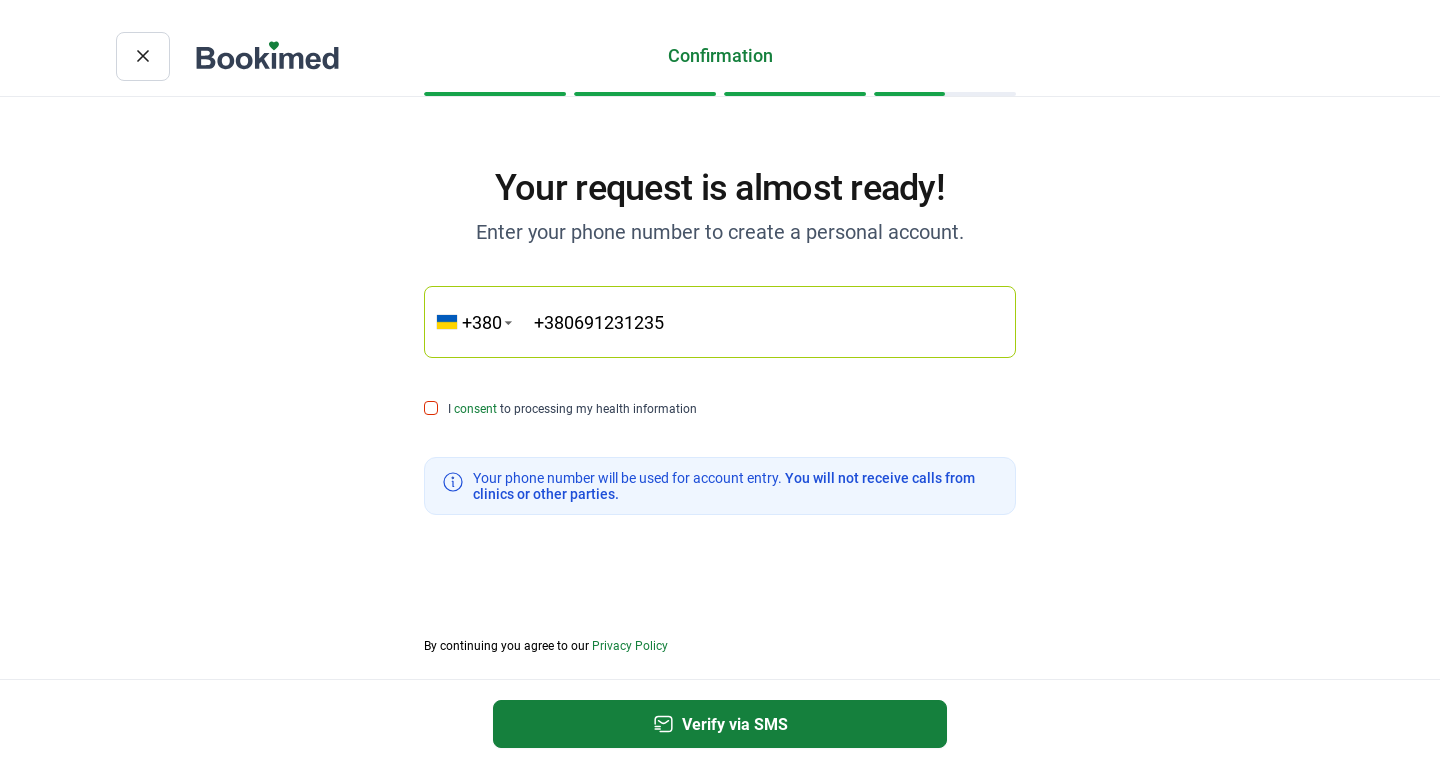 Bookimed
Confirmation
Your request is almost ready!
Enter your phone number to create a personal account.
+380 +380691231235
I consent to processing my health information
Your phone number will be used for account entry. You will not receive calls from
clinics or other parties.
By continuing you agree to our Privacy Policy
Verify via SMS